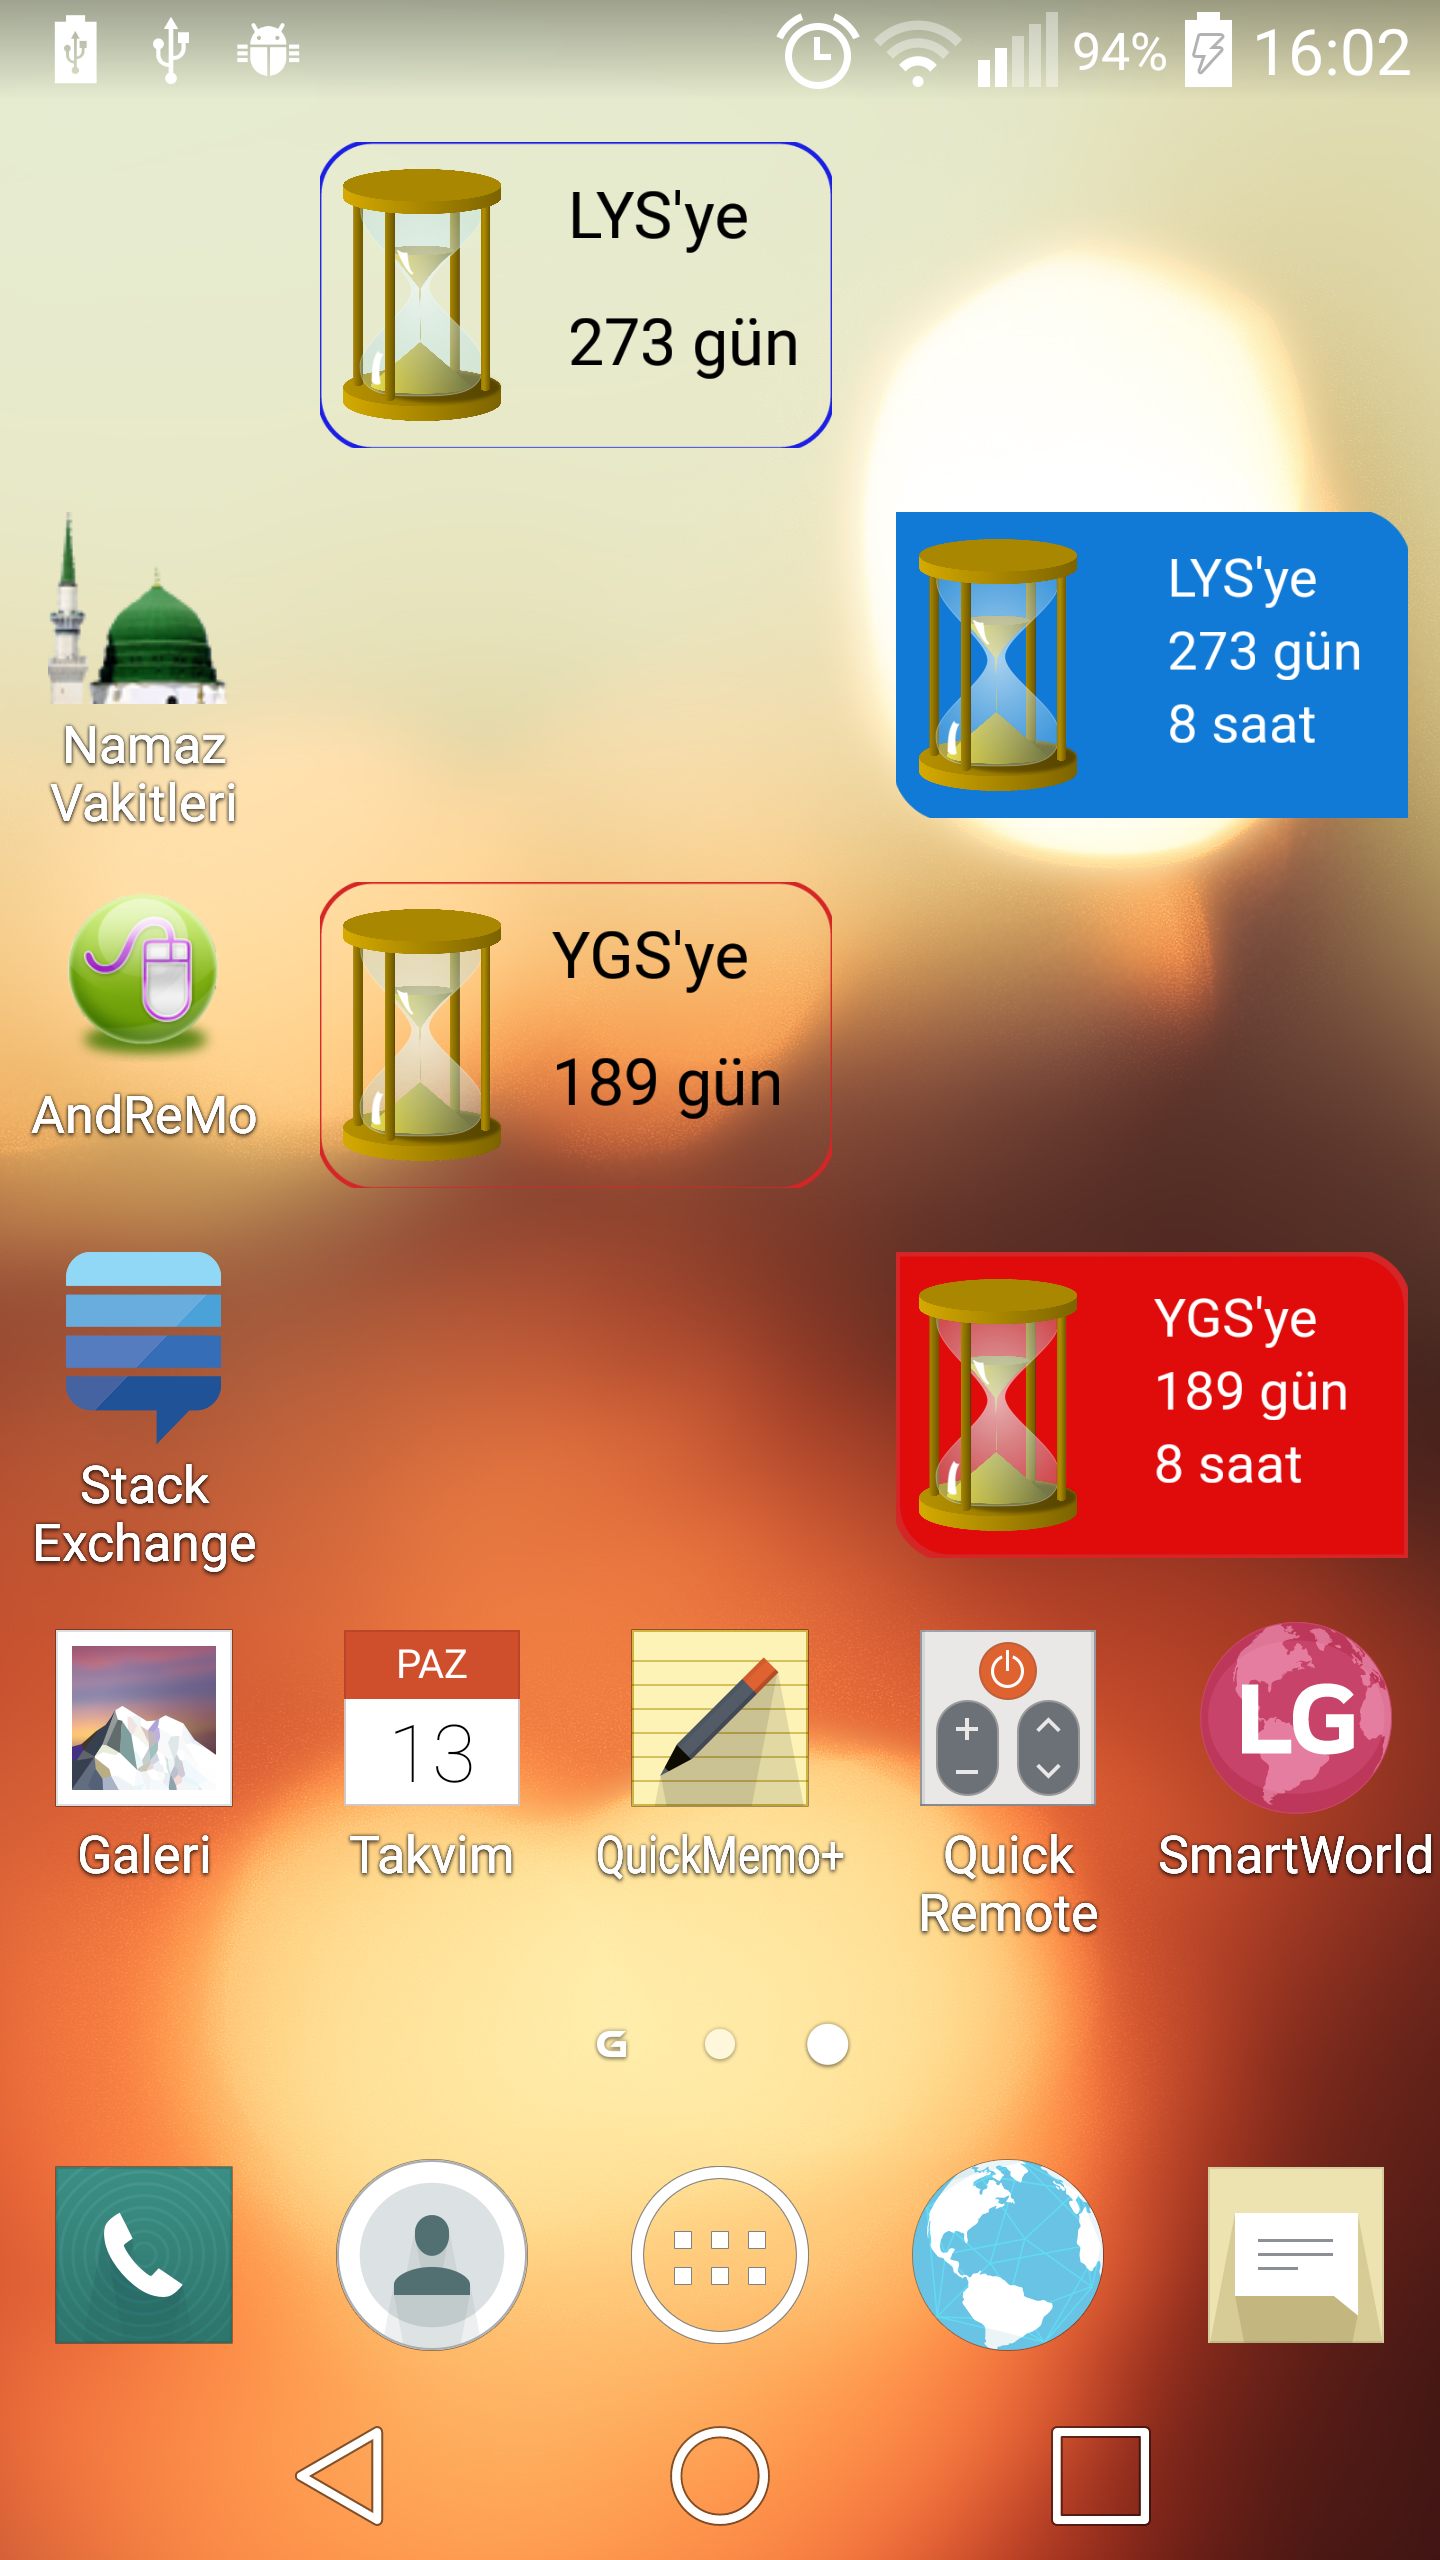 94% 16:02
LYS'ye
273 gün
LYS'ye
273 gün
8 saat
Namaz
Vakitleri
YGS'ye
189 gün
AndReMo
YGS'ye
189 gün
8 saat
Stack
Exchange
PAZ
13
LG
Galeri
Takvim
QuickMemo+
Quick
Remote
SmartWorld
G